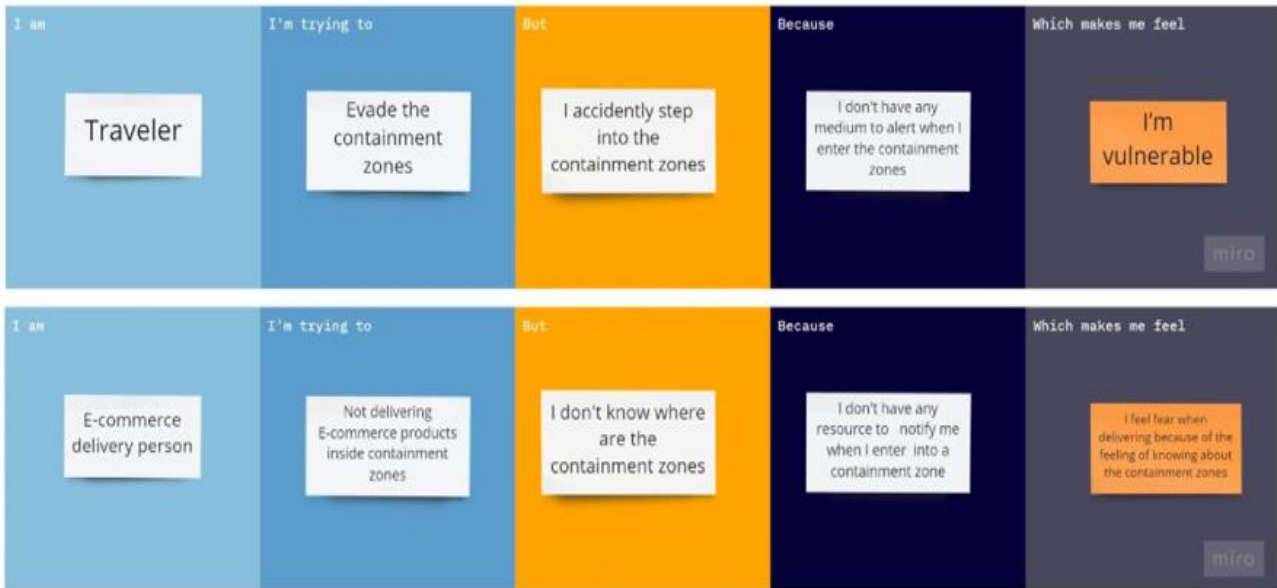 I am
I'm trying to
But
Because
Which makes me feel
Traveler
Evade the
containment
zones
I accidently step
into the
containment zones
I don't have any
medium to alert when I
enter the containment
zones
I'm
vulnerable
miro
I am
I'm trying to
But
Because
Which makes me feel
E-commerce
delivery person
Not delivering
E-commerce products
inside containment
zones
I don't know where
are the
containment zones
I don't have any
resource to notify me
when I enter into a
containment zone
I feel fear when
delivering because of the
feeling of knowing about
the containment zones
miro